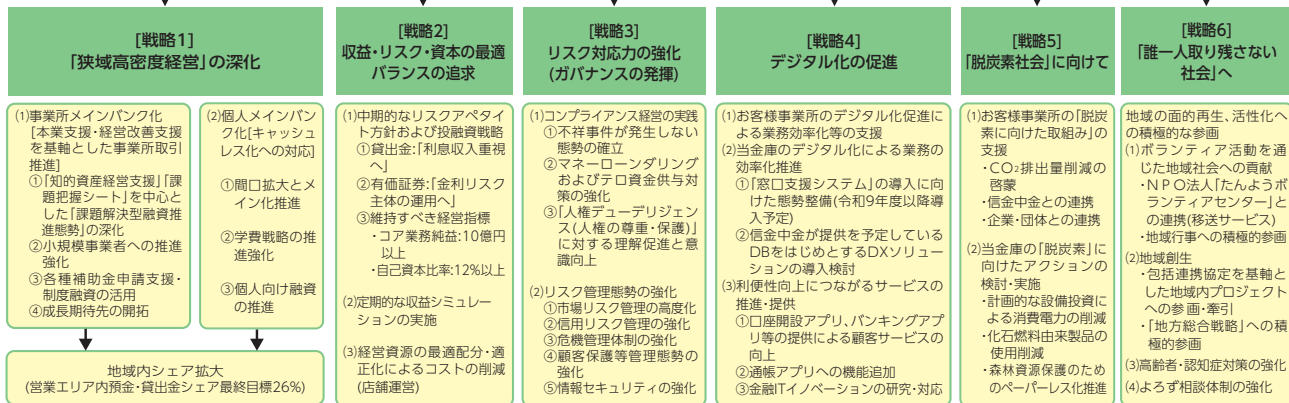 [戦略1]
「狭域高密度経営」の深化
⑴事業所メインバンク化
[本業支援・経営改善支援
を基軸とした事業所取引
推進]
①「知的資産経営支援」「課
題把握シート」を中心と
した「課題解決型融資推
進態勢」の深化
②小規模事業者への推進
強化
③各種補助金申請支援・
制度融資の活用
④成長期待先の開拓
⑵個人メインバン
ク化[キャッシュ
レス化への対応]
①間口拡大とメ
イン化推進
②学費戦略の推
進強化
③個人向け融資
の推進
地域内シェア拡大
(営業エリア内預金・貸出金シェア最終目標26%)
[戦略2]
収益・リスク・資本の最適
バランスの追求
⑴中期的なリスクアペタイ
ト方針および投融資戦略
①貸出金:「利息収入重視
へ」
②有価証券:「金利リスク
主体の運用へ」
③維持すべき経営指標
・コア業務純益:10億円
以上
・自己資本比率:12%以上
⑵定期的な収益シミュレー
ションの実施
⑶経営資源の最適配分・適
正化によるコストの削減
(店舗運営)
[戦略3]
リスク対応力の強化
(ガバナンスの発揮)
⑴コンプライアンス経営の実践
①不祥事件が発生しない
態勢の確立
②マネーローンダリング
およびテロ資金供与対
策の強化
③「人権デューデリジェン
ス(人権の尊重・保護)」
に対する理解促進と意
識向上
⑵リスク管理態勢の強化
①市場リスク管理の高度化
②信用リスク管理の強化
③危機管理体制の強化
④顧客保護等管理態勢の
強化
⑤情報セキュリティの強化
[戦略4]
デジタル化の促進
⑴お客様事業所のデジタル化促進に
よる業務効率化等の支援
⑵当金庫のデジタル化による業務の
効率化推進
①「窓口支援システム」の導入に向
けた態勢整備(令和9年度以降導
入予定)
②信金中金が提供を予定している
DBをはじめとするDXソリュー
ションの導入検討
⑶利便性向上につながるサービスの
推進・提供
①口座開設アプリ、バンキングアプ
リ等の提供による顧客サービスの
向上
②通帳アプリへの機能追加
③金融ITイノベーションの研究・対応
[戦略5]
「脱炭素社会」に向けて
⑴お客様事業所の「脱炭
素に向けた取組み」の
支援
・CO₂排出量削減の
啓蒙
・信金中金との連携
・企業・団体との連携
⑵当金庫の「脱炭素」に
向けたアクションの
検討・実施
・計画的な設備投資に
よる消費電力の削減
・化石燃料由来製品の
使用削減
・森林資源保護のため
のペーパーレス化推進
[戦略6]
「誰一人取り残さない
社会」へ
地域の面的再生、活性化へ
の積極的な参画
⑴ボランティア活動を通
じた地域社会への貢献
・NPO法人「たんようボ
ランティアセンター」と
の連携(移送サービス)
・地域行事への積極的参画
⑵地域創生
・包括連携協定を基軸と
した地域内プロジェクト
への参画・牽引
・「地方総合戦略」への積
極的参画
⑶高齢者・認知症対策の強化
⑷よろず相談体制の強化